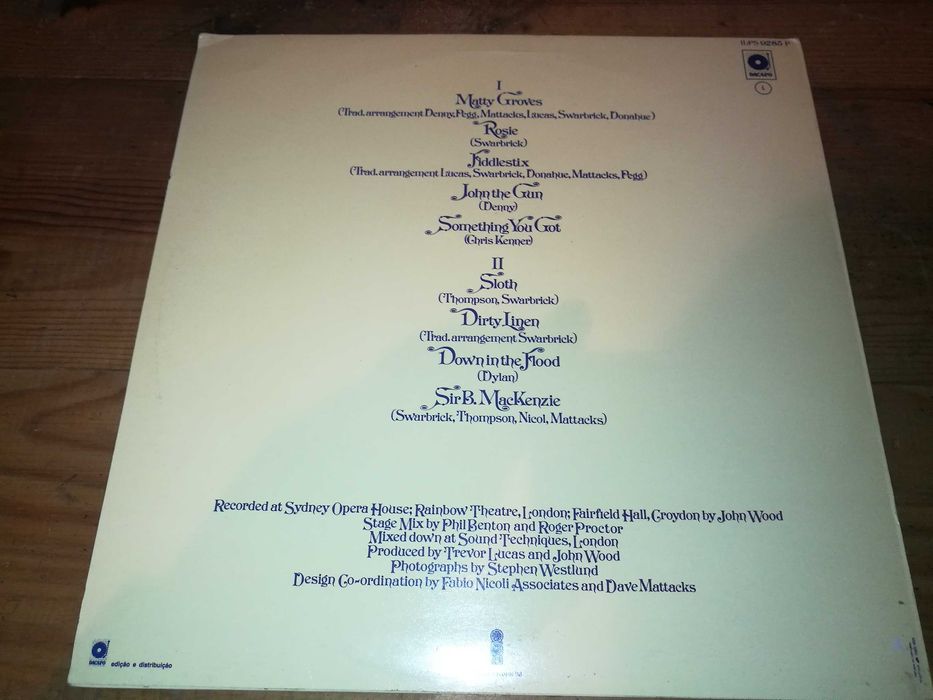 ILPS 9285 P
DACAPO
I
Matty Groves
(Trad. arrangement Denny, Pegg, Mattacks, Lucas, Swarbrick, Donahue)
Rosie
(Swarbrick)
Fiddlestix
(Trad. arrangement Lucas, Swarbrick, Donahue, Mattacks, Pegg)
John the Gun
(Denny)
Something You Got
(Chris Kenner)
II
Sloth
(Thompson, Swarbrick)
Dirty Linen
(Trad. arrangement Swarbrick)
Down in the Flood
(Dylan)
Sir B. MacKenzie
(Swarbrick, Thompson, Nicol, Mattacks)
Recorded at Sydney Opera House; Rainbow Theatre, London; Fairfield Hall, Croydon by John Wood
Stage Mix by Phil Benton and Roger Proctor
Mixed down at Sound Techniques, London
Produced by Trevor Lucas and John Wood
Photographs by Stephen Westlund
Design Co-ordination by Fabio Nicoli Associates and Dave Mattacks
DACAPO edição e distribuição